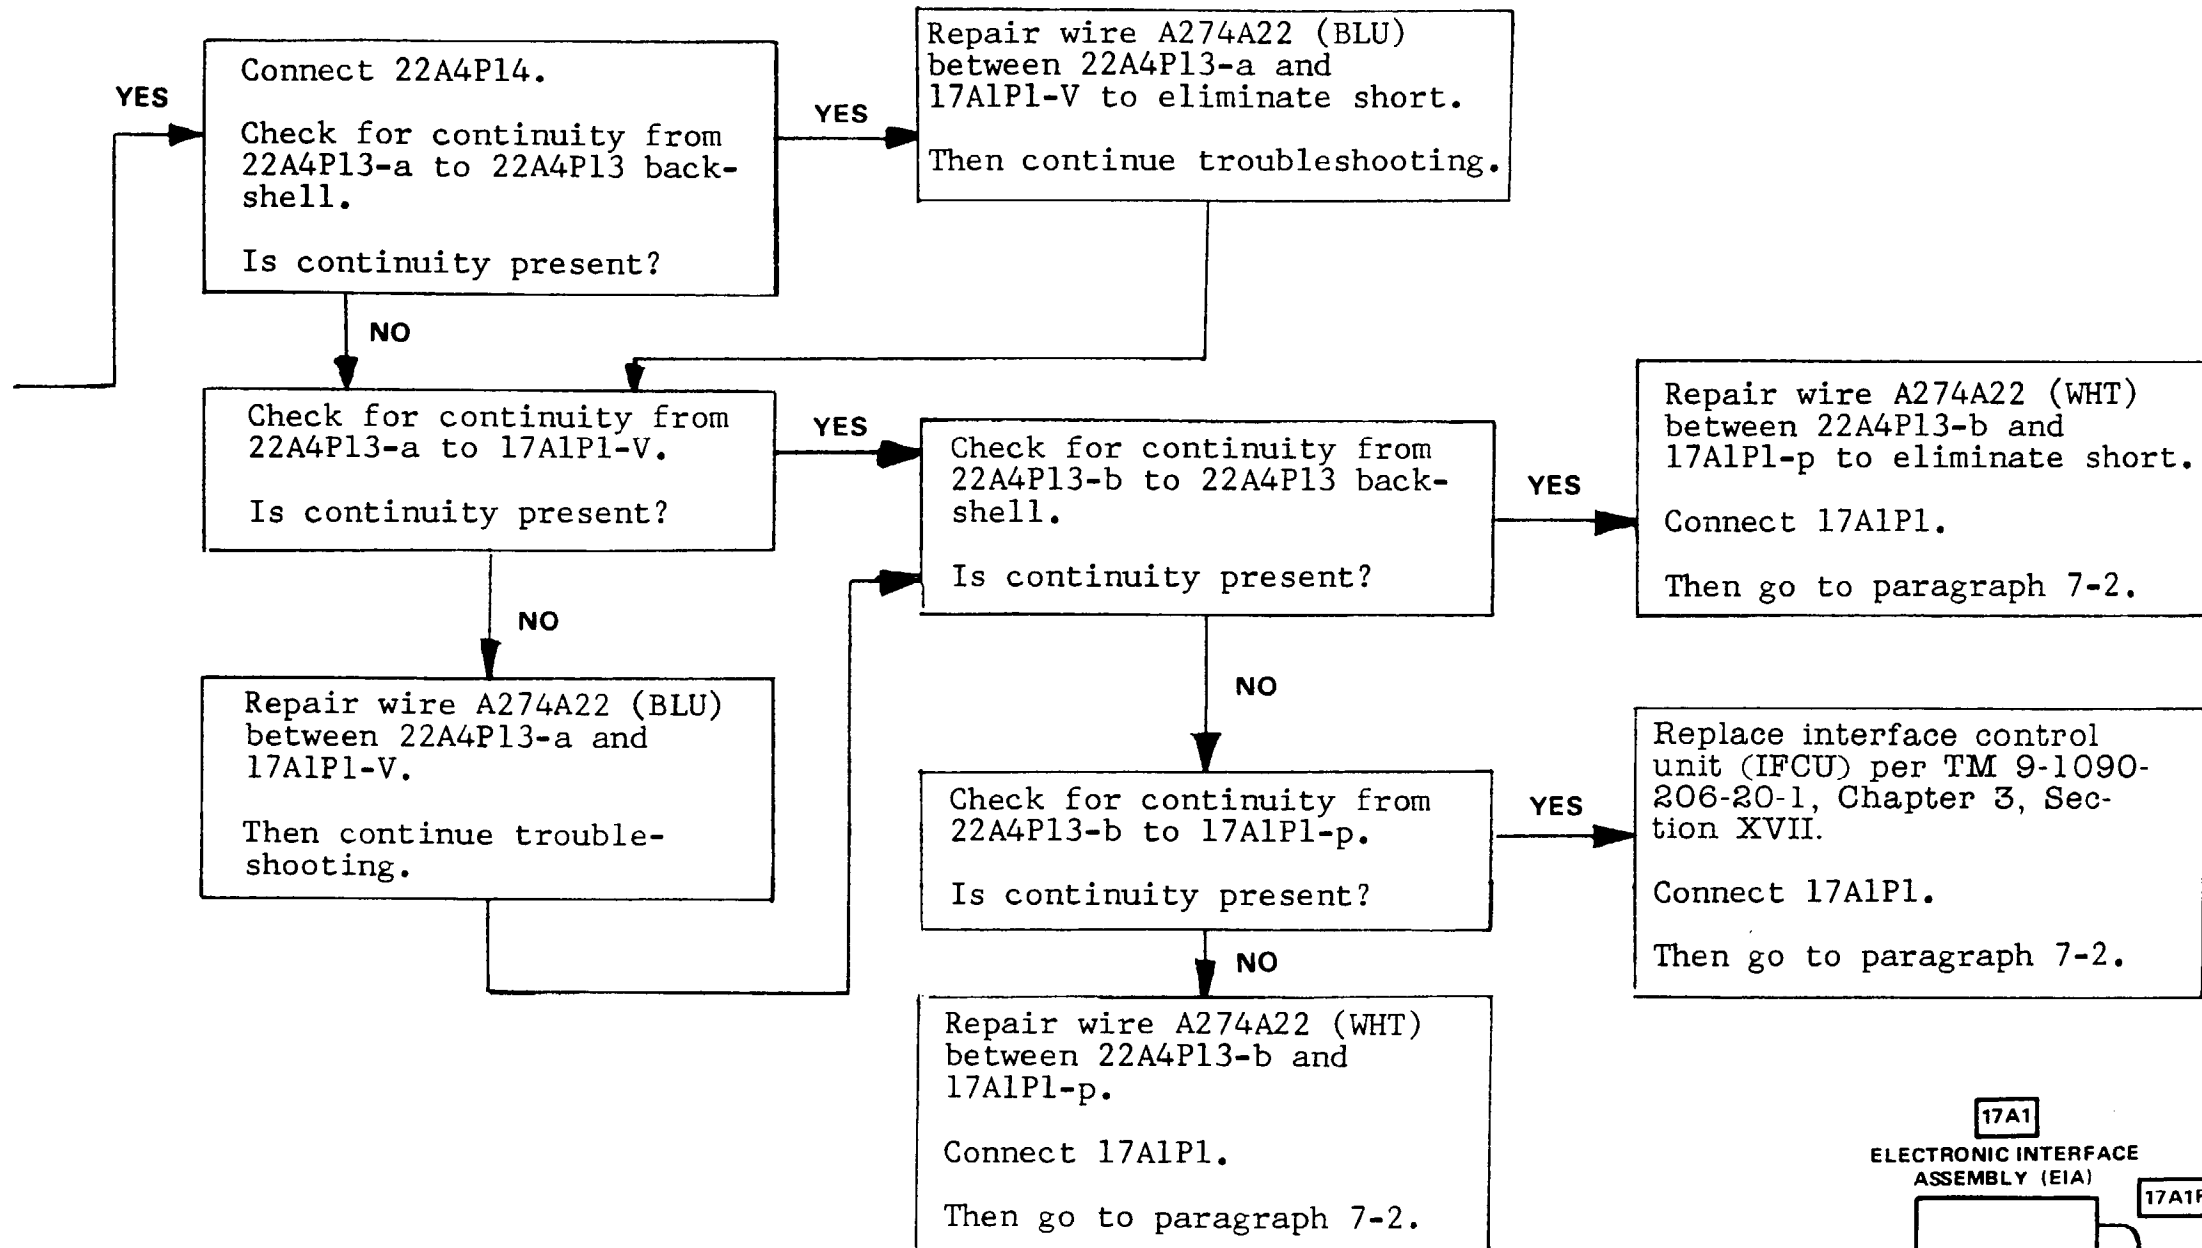 YES
Connect 22A4P14.
Check for continuity from
22A4P13-a to 22A4P13 back-
shell.
Is continuity present?
YES
Repair wire A274A22 (BLU)
between 22A4P13-a and
17A1P1-V to eliminate short.
Then continue troubleshooting.
NO
Check for continuity from
22A4P13-a to 17A1P1-V.
Is continuity present?
YES
Check for continuity from
22A4P13-b to 22A4P13 back-
shell.
Is continuity present?
YES
Repair wire A274A22 (WHT)
between 22A4P13-b and
17A1P1-p to eliminate short.
Connect 17A1P1.
Then go to paragraph 7-2.
NO
Repair wire A274A22 (BLU)
between 22A4P13-a and
17A1P1-V.
Then continue trouble-
shooting.
NO
Check for continuity from
22A4P13-b to 17A1P1-p.
Is continuity present?
YES
Replace interface control
unit (IFCU) per TM 9-1090-
206-20-1, Chapter 3, Sec-
tion XVII.
Connect 17A1P1.
Then go to paragraph 7-2.
NO
Repair wire A274A22 (WHT)
between 22A4P13-b and
17A1P1-p.
Connect 17A1P1.
Then go to paragraph 7-2.
17A1
ELECTRONIC INTERFACE
ASSEMBLY (EIA)